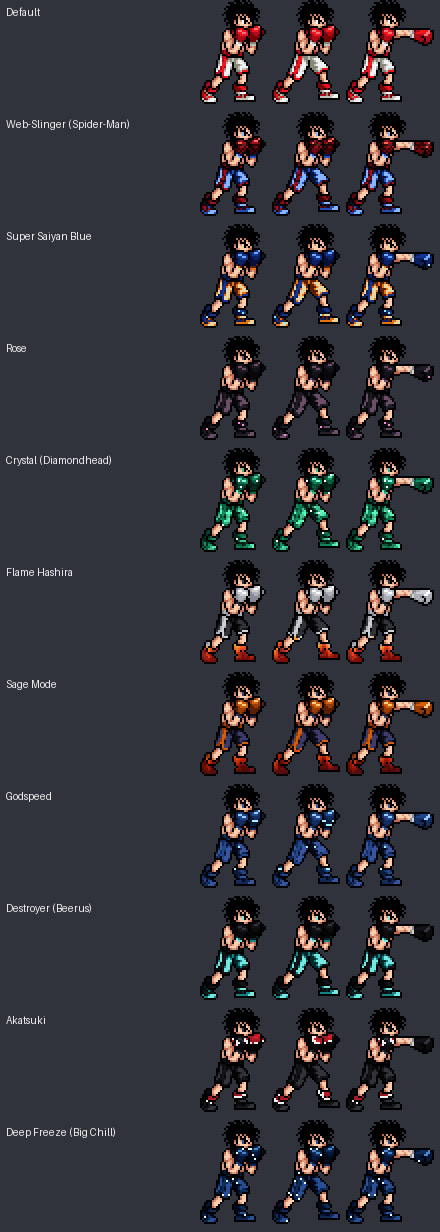 Default
Web-Slinger (Spider-Man)
Super Saiyan Blue
Rose
Crystal (Diamondhead)
Flame Hashira
Sage Mode
Godspeed
Destroyer (Beerus)
Akatsuki
Deep Freeze (Big Chill)